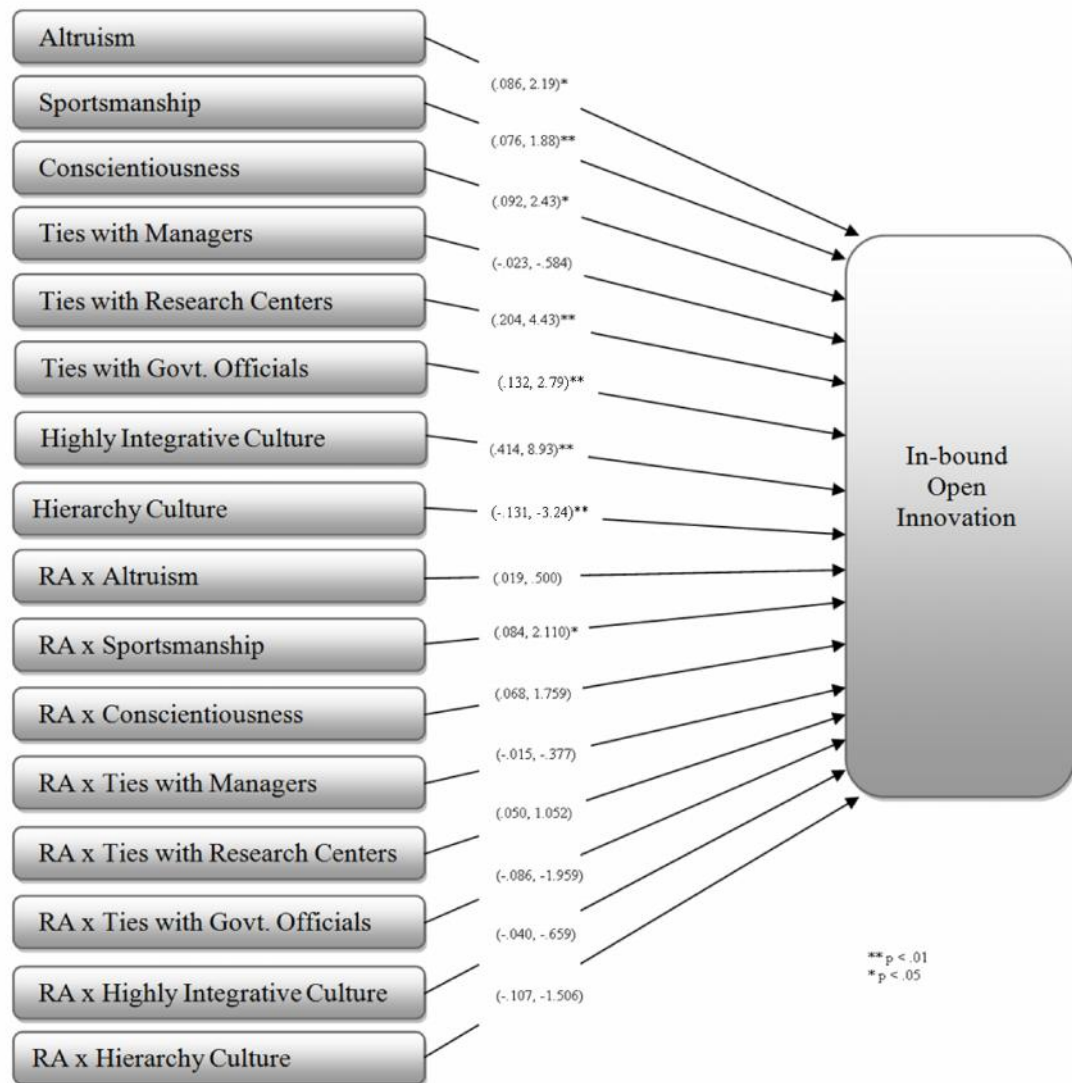 Altruism
(.086, 2.19)*
Sportsmanship
(.076, 1.88)**
Conscientiousness
(.092, 2.43)*
Ties with Managers
(-.023, -.584)
Ties with Research Centers
(.204, 4.43)**
Ties with Govt. Officials
(.132, 2.79)**
Highly Integrative Culture
(.414, 8.93)**
Hierarchy Culture
(-.131, -3.24)**
RA x Altruism
(.019, .500)
RA x Sportsmanship
(.084, 2.110)*
RA x Conscientiousness
(.068, 1.759)
RA x Ties with Managers
(-.015, -.377)
RA x Ties with Research Centers
(.050, 1.052)
RA x Ties with Govt. Officials
(-.086, -1.959)
RA x Highly Integrative Culture
(-.040, -.659)
RA x Hierarchy Culture
(-.107, -1.506)
In-bound
Open
Innovation
** p < .01
* p < .05